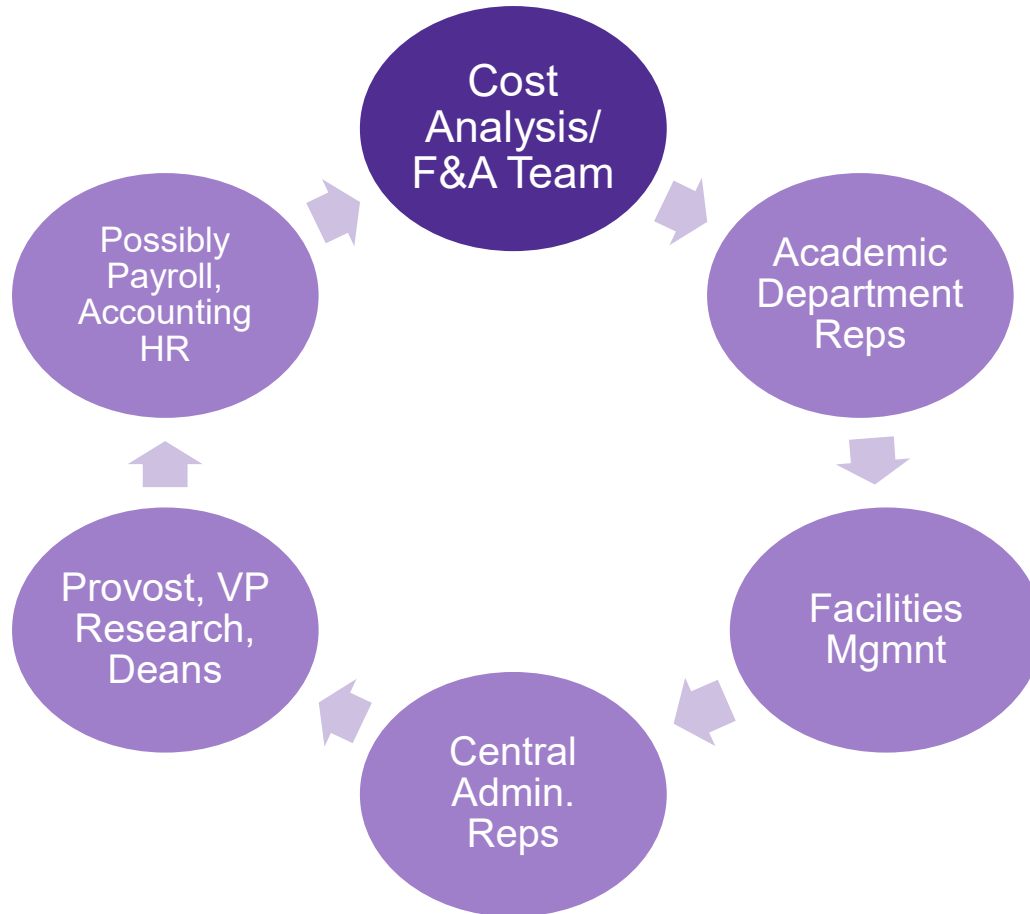 Cost
Analysis/
F&A Team
Academic
Department
Reps
Facilities
Mgmnt
Central
Admin.
Reps
Provost, VP
Research,
Deans
Possibly
Payroll,
Accounting
HR